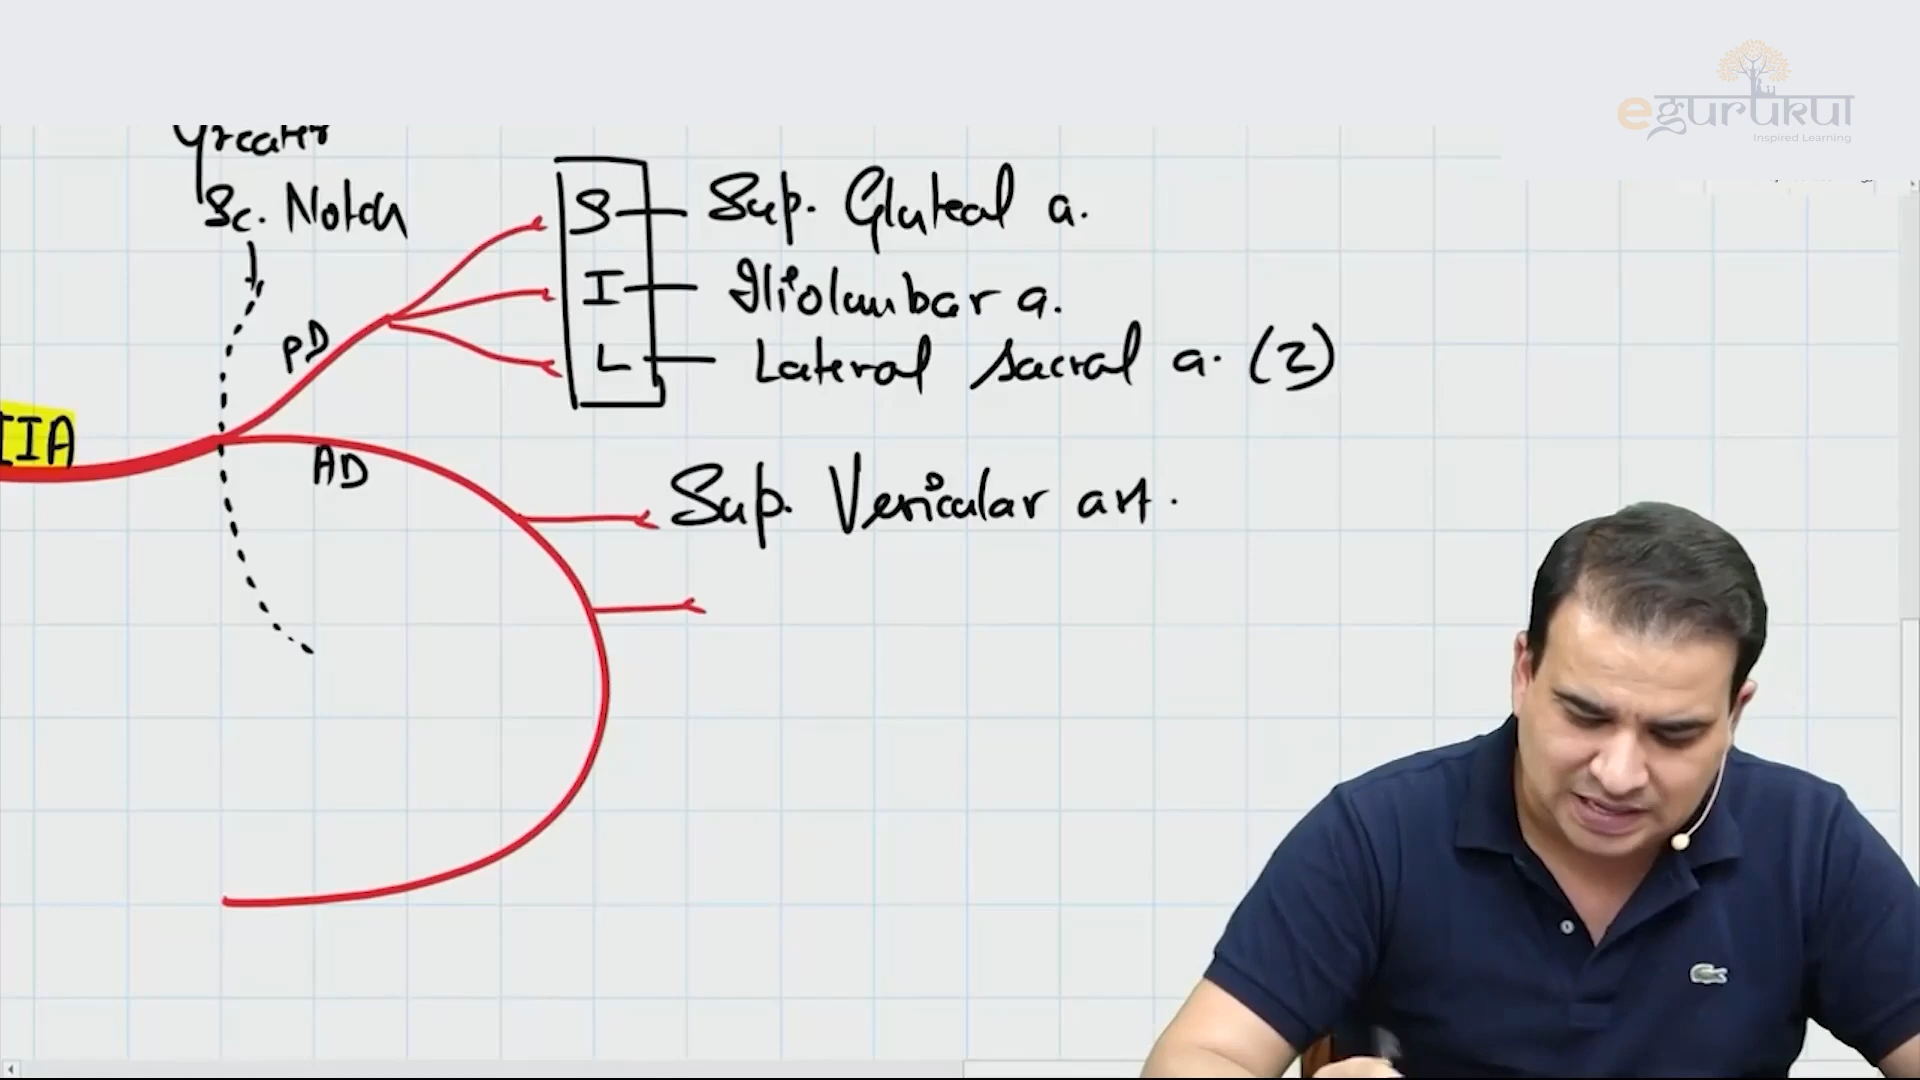 egurukul
Inspired Learning
Greater
Sc. Notch
S Sup. Gluteal a.
I Iliolumbar a.
L Lateral sacral a. (2)
PD
IIA
AD
Sup. Vesicular art.